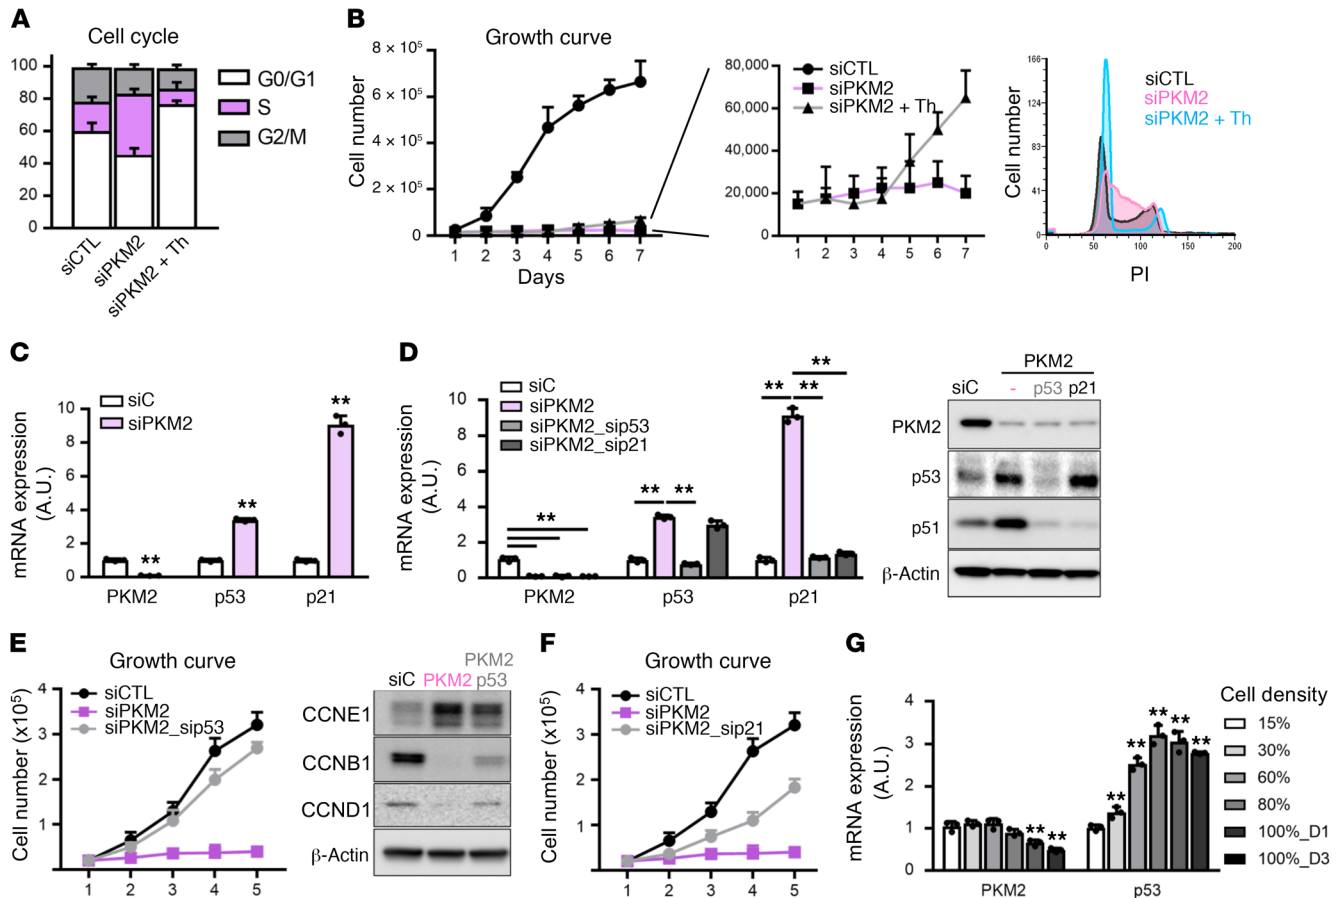 A
Cell cycle
100
80
60
40
20
0
siCTL
siPKM2
siPKM2 + Th
G0/G1
S
G2/M
B
Growth curve
Cell number
8 × 10⁵
6 × 10⁵
4 × 10⁵
2 × 10⁵
0
1 2 3 4 5 6 7
Days
80,000
60,000
40,000
20,000
0
siCTL
siPKM2
siPKM2 + Th
1 2 3 4 5 6 7
Cell number
166
124
83
41
0
0 50 100 150 200
PI
siCTL
siPKM2
siPKM2 + Th
C
mRNA expression
(A.U.)
10
8
6
4
2
0
siC
siPKM2
**
**
**
PKM2 p53 p21
D
mRNA expression
(A.U.)
10
8
6
4
2
0
siC
siPKM2
siPKM2_sip53
siPKM2_sip21
**
** **
**
** **
PKM2 p53 p21
PKM2
siC - p53 p21
PKM2
p53
p51
β-Actin
E
Growth curve
Cell number (x10⁵)
4
3
2
1
siCTL
siPKM2
siPKM2_sip53
1 2 3 4 5
PKM2
siC PKM2 p53
CCNE1
CCNB1
CCND1
β-Actin
F
Growth curve
Cell number (x10⁵)
4
3
2
1
siCTL
siPKM2
siPKM2_sip21
1 2 3 4 5
G
mRNA expression
(A.U.)
4
3
2
1
0
** **
** ** ** ** **
PKM2 p53
Cell density
15%
30%
60%
80%
100%_D1
100%_D3